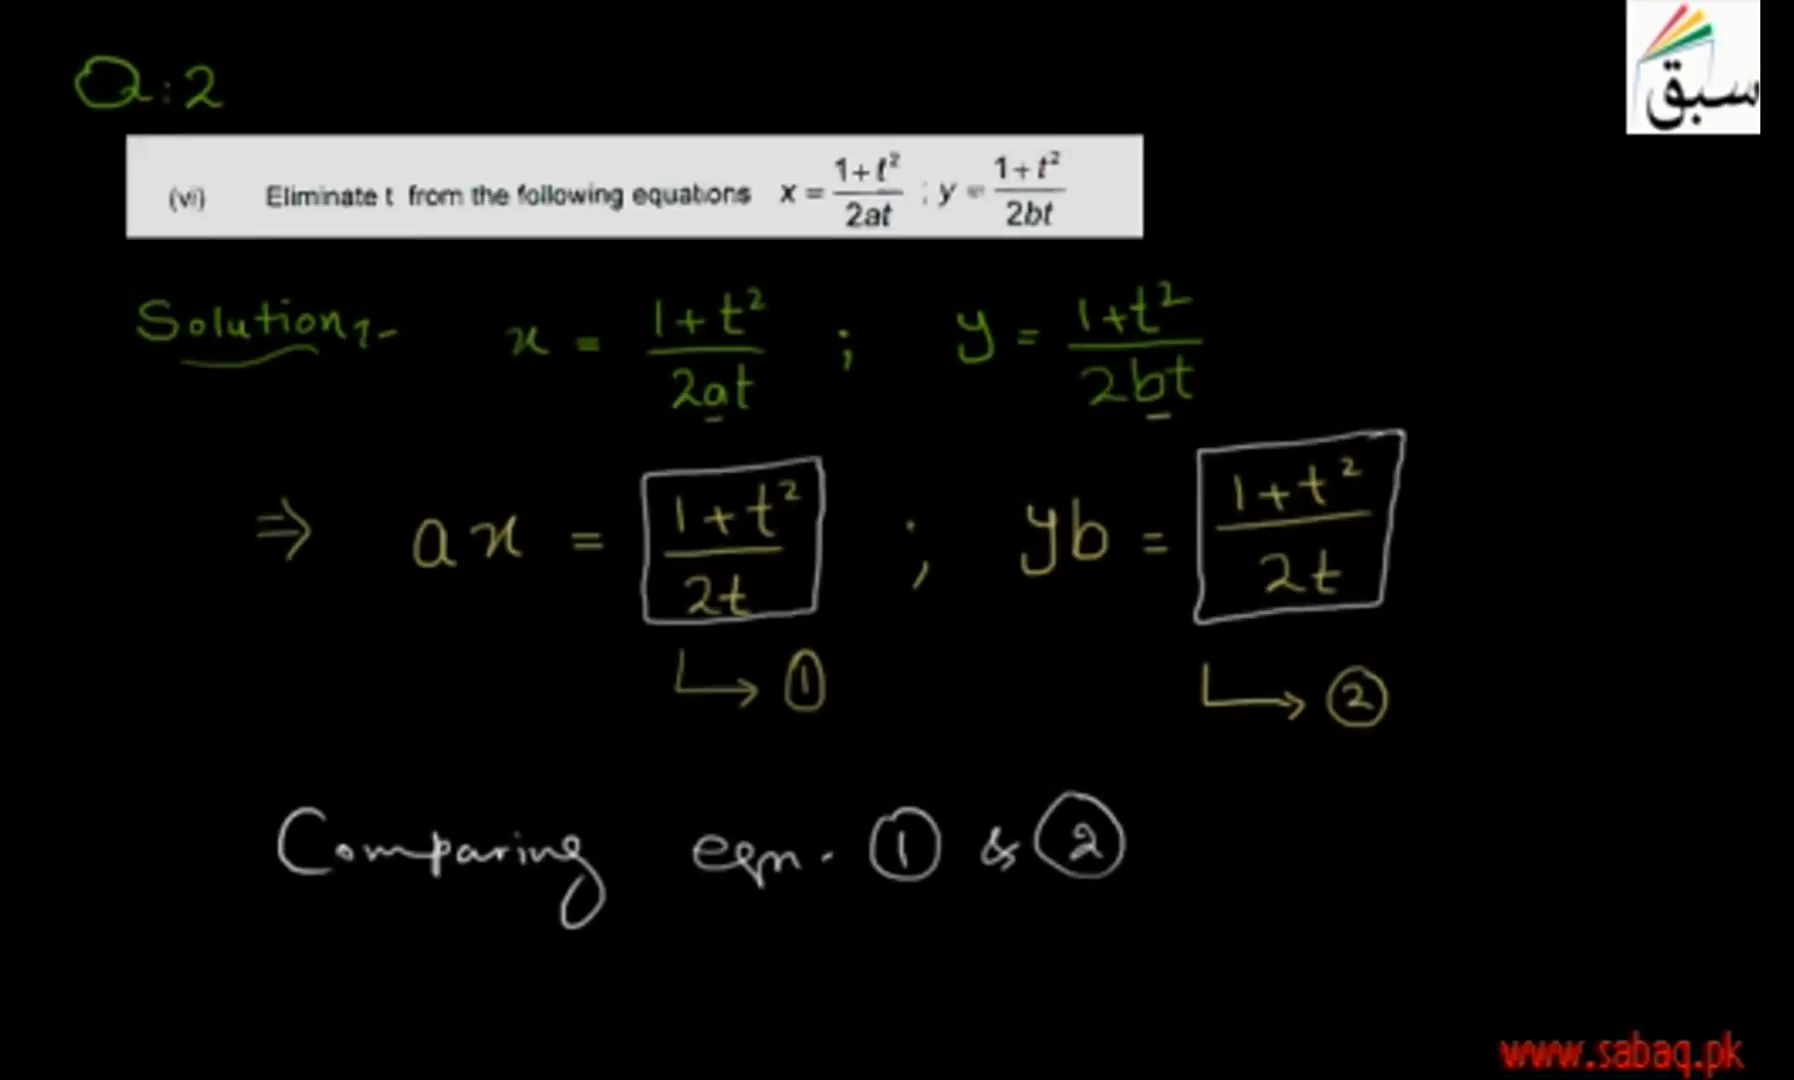 سبق
Q:2
(vi) Eliminate t from the following equations x = (1+t²)/(2at) ; y = (1+t²)/(2bt)
Solution:- x = (1+t²)/(2at) ; y = (1+t²)/(2bt)
⇒ ax = (1+t²)/(2t) ; yb = (1+t²)/(2t)
↳ ① ↳ ②
Comparing eqn. ① & ②
www.sabaq.pk